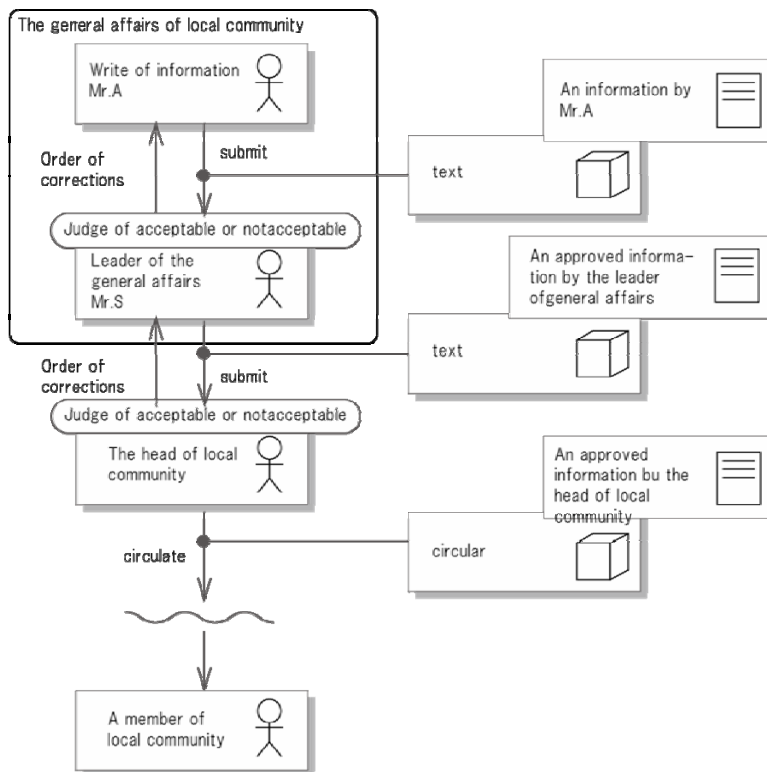 The general affairs of local community
Write of information
Mr.A
An information by
Mr.A
submit
Order of
corrections
text
Judge of acceptable or notacceptable
Leader of the
general affairs
Mr.S
An approved informa-
tion by the leader
ofgeneral affairs
text
Order of
corrections
submit
Judge of acceptable or notacceptable
The head of local
community
An approved
information bu the
head of local
community
circular
circulate
A member of
local community